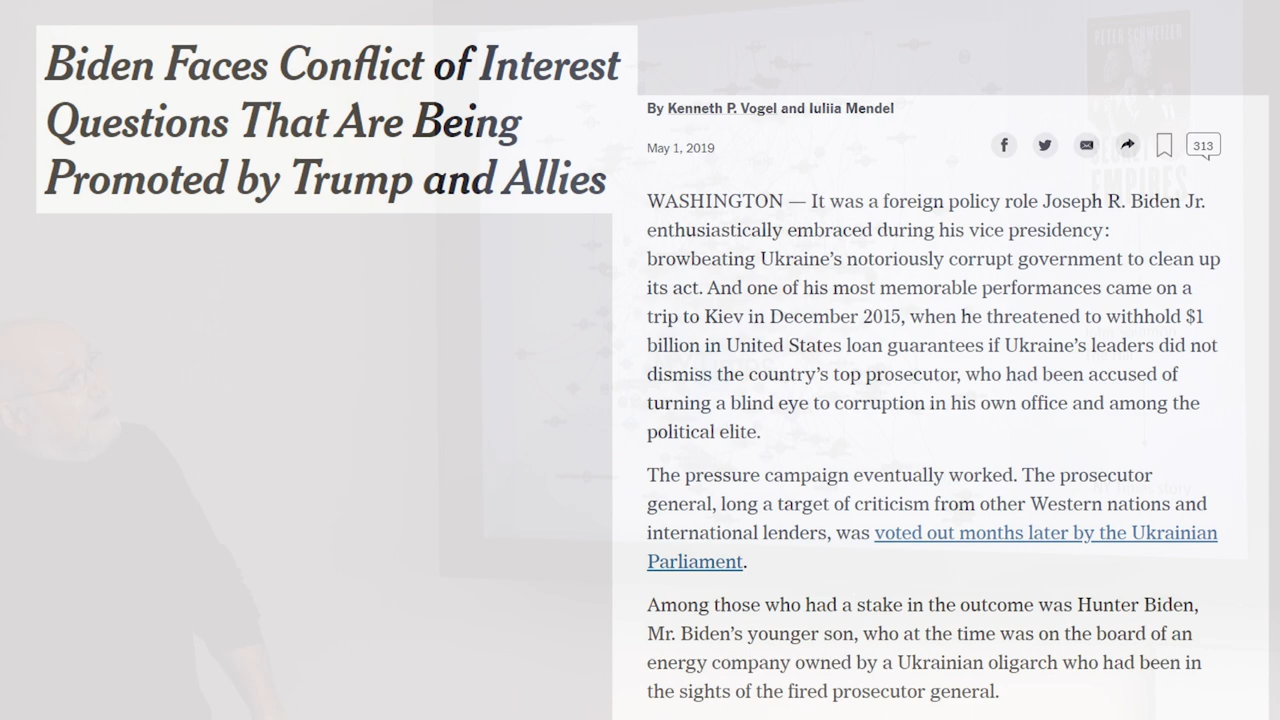 Biden Faces Conflict of Interest
Questions That Are Being
Promoted by Trump and Allies
By Kenneth P. Vogel and Iuliia Mendel
May 1, 2019
313
WASHINGTON — It was a foreign policy role Joseph R. Biden Jr.
enthusiastically embraced during his vice presidency:
browbeating Ukraine’s notoriously corrupt government to clean up
its act. And one of his most memorable performances came on a
trip to Kiev in December 2015, when he threatened to withhold $1
billion in United States loan guarantees if Ukraine’s leaders did not
dismiss the country’s top prosecutor, who had been accused of
turning a blind eye to corruption in his own office and among the
political elite.
The pressure campaign eventually worked. The prosecutor
general, long a target of criticism from other Western nations and
international lenders, was voted out months later by the Ukrainian
Parliament.
Among those who had a stake in the outcome was Hunter Biden,
Mr. Biden’s younger son, who at the time was on the board of an
energy company owned by a Ukrainian oligarch who had been in
the sights of the fired prosecutor general.
PETER SCHWEIZER
EMPIRES